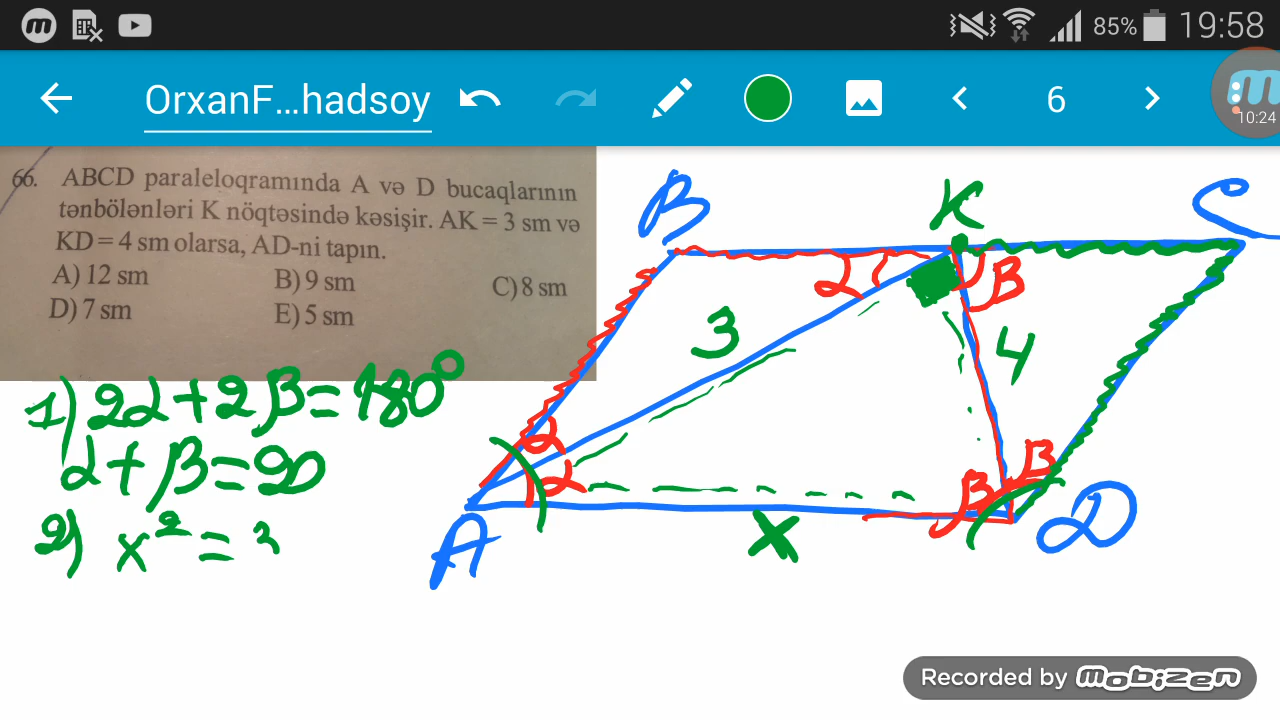 85% 19:58
OrxanF...hadsoy 6
10:24
66. ABCD paraleloqramında A və D bucaqlarının
tənbölənləri K nöqtəsində kəsişir. AK = 3 sm və
KD = 4 sm olarsa, AD-ni tapın.
A) 12 sm B) 9 sm C) 8 sm
D) 7 sm E) 5 sm
B K C
2 β
3 4
1) 2α + 2β = 180°
α + β = 90
2) x² = 3
α
α β β
A x D
Recorded by mobizen